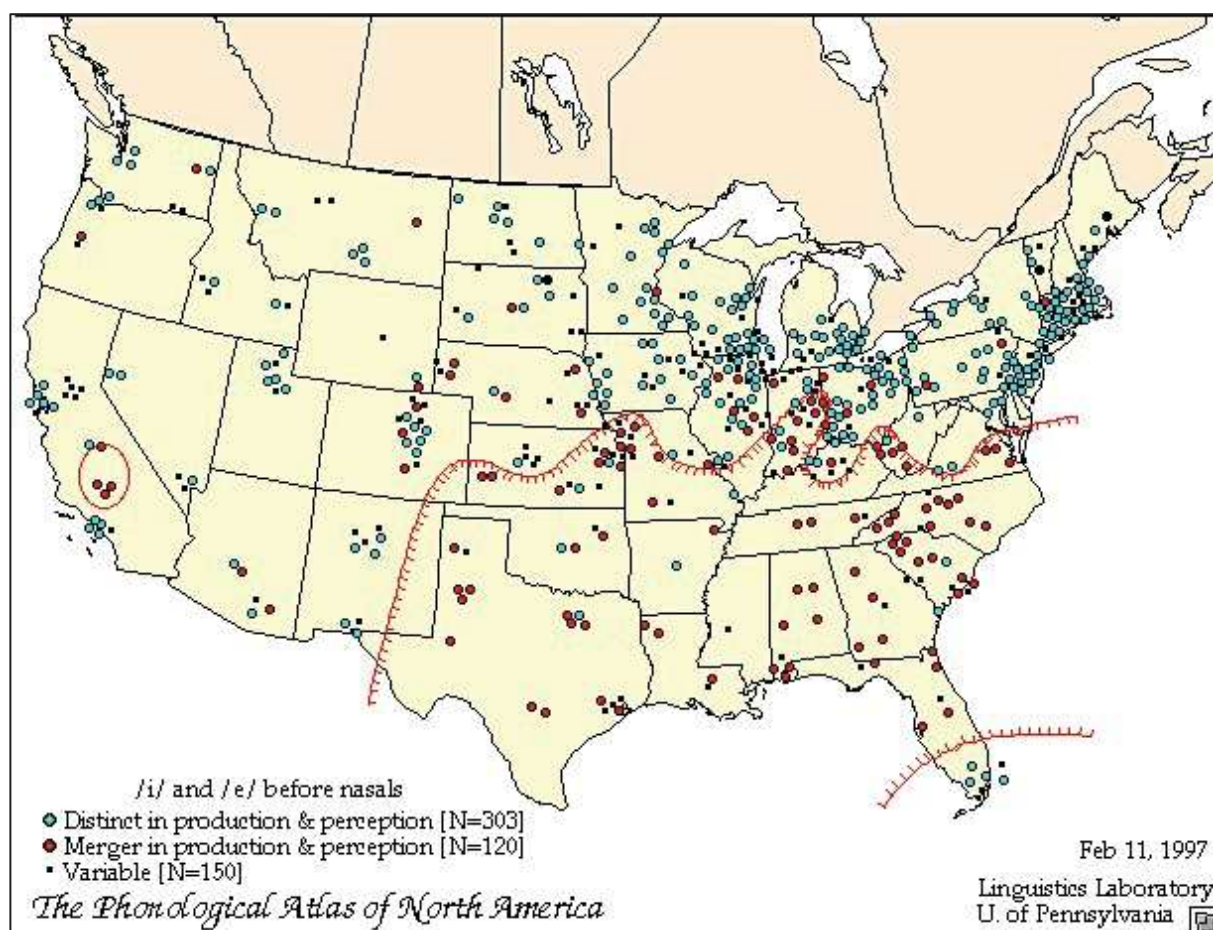 /i/ and /e/ before nasals
Distinct in production & perception [N=303]
Merger in production & perception [N=120]
Variable [N=150]
The Phonological Atlas of North America
Feb 11, 1997
Linguistics Laboratory
U. of Pennsylvania